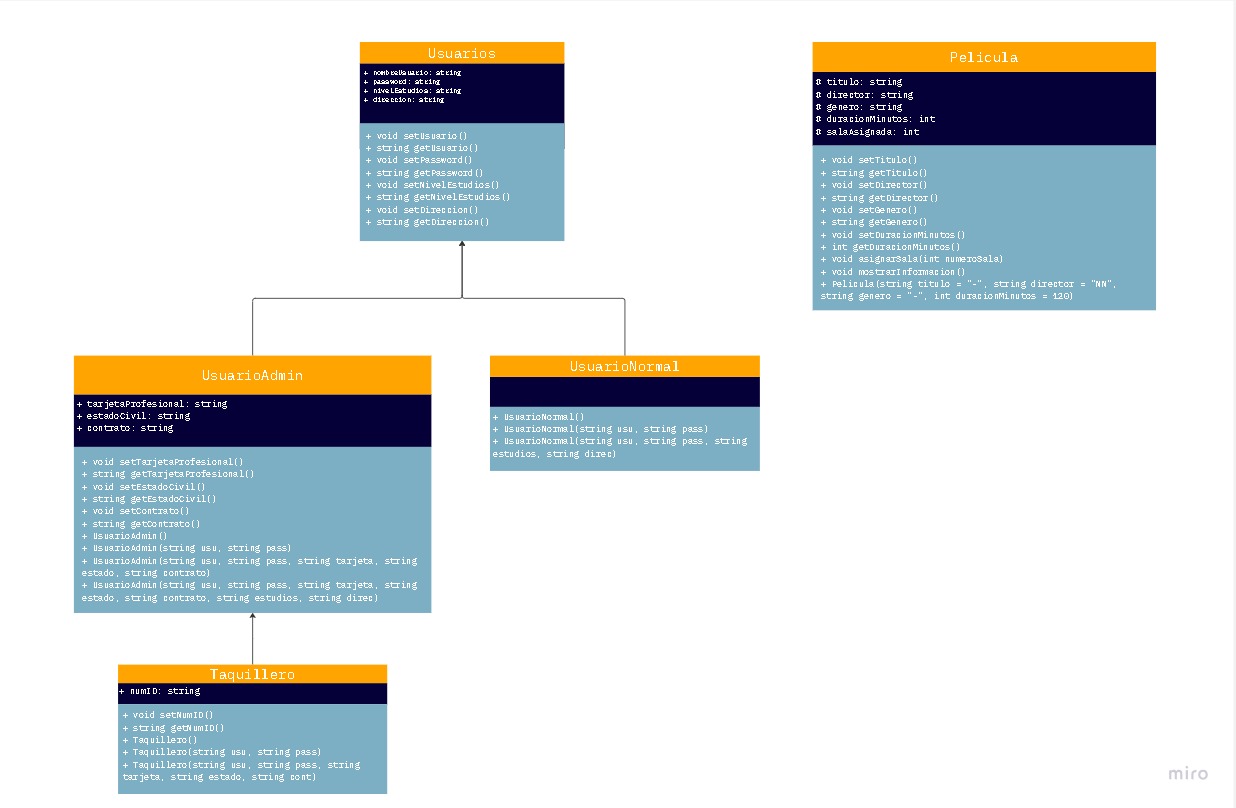 Usuarios
+ nombreUsuario: string
+ password: string
+ nivelEstudios: string
+ direccion: string
+ void setUsuario()
+ string getUsuario()
+ void setPassword()
+ string getPassword()
+ void setNivelEstudios()
+ string getNivelEstudios()
+ void setDireccion()
+ string getDireccion()
Pelicula
# titulo: string
# director: string
# genero: string
# duracionMinutos: int
# salaAsignada: int
+ void setTitulo()
+ string getTitulo()
+ void setDirector()
+ string getDirector()
+ void setGenero()
+ string getGenero()
+ void setDuracionMinutos()
+ int getDuracionMinutos()
+ void asignarSala(int numeroSala)
+ void mostrarInformacion()
+ Pelicula(string titulo = "-", string director = "NN",
string genero = "-", int duracionMinutos = 120)
UsuarioAdmin
+ tarjetaProfesional: string
+ estadoCivil: string
+ contrato: string
+ void setTarjetaProfesional()
+ string getTarjetaProfesional()
+ void setEstadoCivil()
+ string getEstadoCivil()
+ void setContrato()
+ string getContrato()
+ UsuarioAdmin()
+ UsuarioAdmin(string usu, string pass)
+ UsuarioAdmin(string usu, string pass, string tarjeta, string
estado, string contrato)
+ UsuarioAdmin(string usu, string pass, string tarjeta, string
estado, string contrato, string estudios, string direc)
UsuarioNormal
+ UsuarioNormal()
+ UsuarioNormal(string usu, string pass)
+ UsuarioNormal(string usu, string pass, string
estudios, string direc)
Taquillero
+ numID: string
+ void setNumID()
+ string getNumID()
+ Taquillero()
+ Taquillero(string usu, string pass)
+ Taquillero(string usu, string pass, string
tarjeta, string estado, string cont)
miro